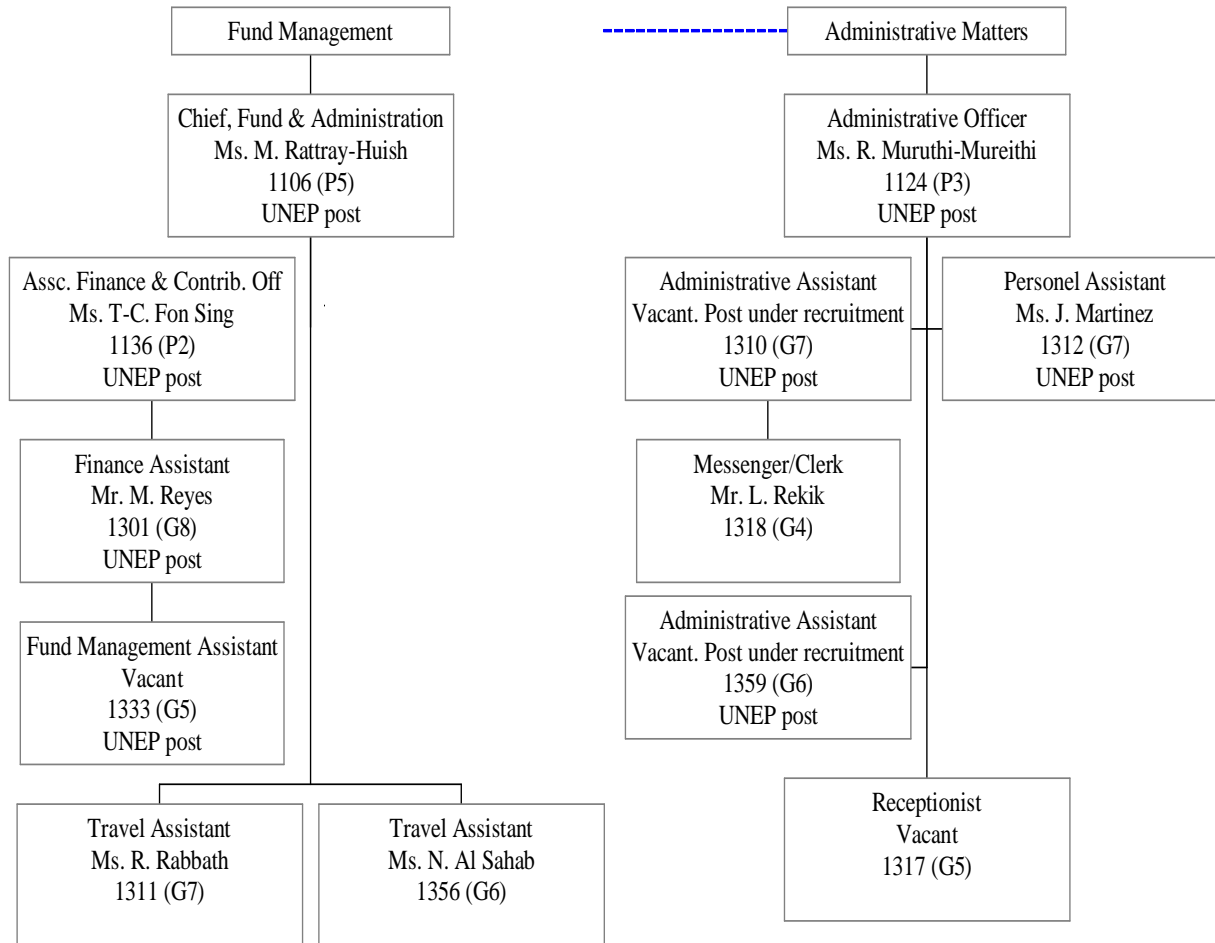 Fund Management
Administrative Matters
Chief, Fund & Administration
Ms. M. Rattray-Huish
1106 (P5)
UNEP post
Administrative Officer
Ms. R. Muruthi-Mureithi
1124 (P3)
UNEP post
Assc. Finance & Contrib. Off
Ms. T-C. Fon Sing
1136 (P2)
UNEP post
Administrative Assistant
Vacant. Post under recruitment
1310 (G7)
UNEP post
Personel Assistant
Ms. J. Martinez
1312 (G7)
UNEP post
Finance Assistant
Mr. M. Reyes
1301 (G8)
UNEP post
Messenger/Clerk
Mr. L. Rekik
1318 (G4)
Fund Management Assistant
Vacant
1333 (G5)
UNEP post
Administrative Assistant
Vacant. Post under recruitment
1359 (G6)
UNEP post
Travel Assistant
Ms. R. Rabbath
1311 (G7)
Travel Assistant
Ms. N. Al Sahab
1356 (G6)
Receptionist
Vacant
1317 (G5)